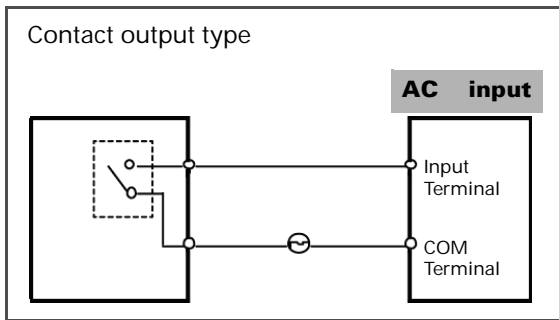 Contact output type
AC input
Input
Terminal
COM
Terminal